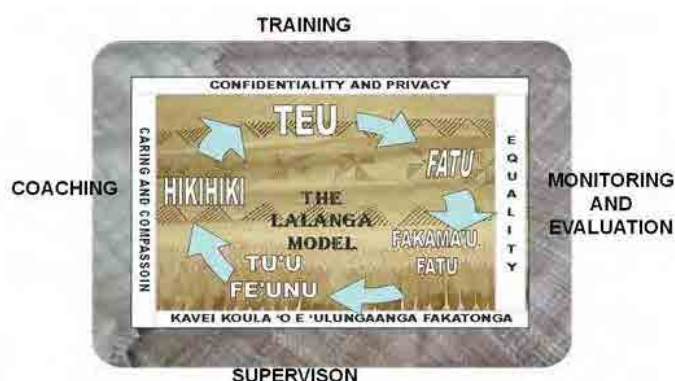 TRAINING
CONFIDENTIALITY AND PRIVACY
TEU
FATU
CARING AND COMPASSOIN
EQUALITY
COACHING
HIKIHIKI
THE
LALANGA
MODEL
MONITORING
AND
EVALUATION
FAKAMA'U
FATU
TU'U
FE'UNU
KAVEI KOULA 'O E 'ULUNGAANGA FAKATONGA
SUPERVISON